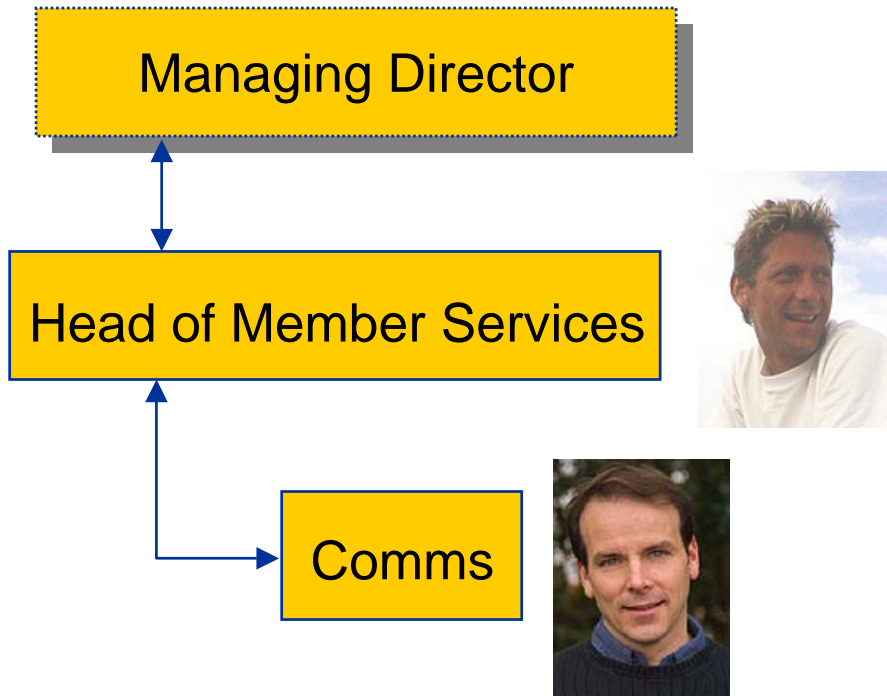 Managing Director
Head of Member Services
Comms